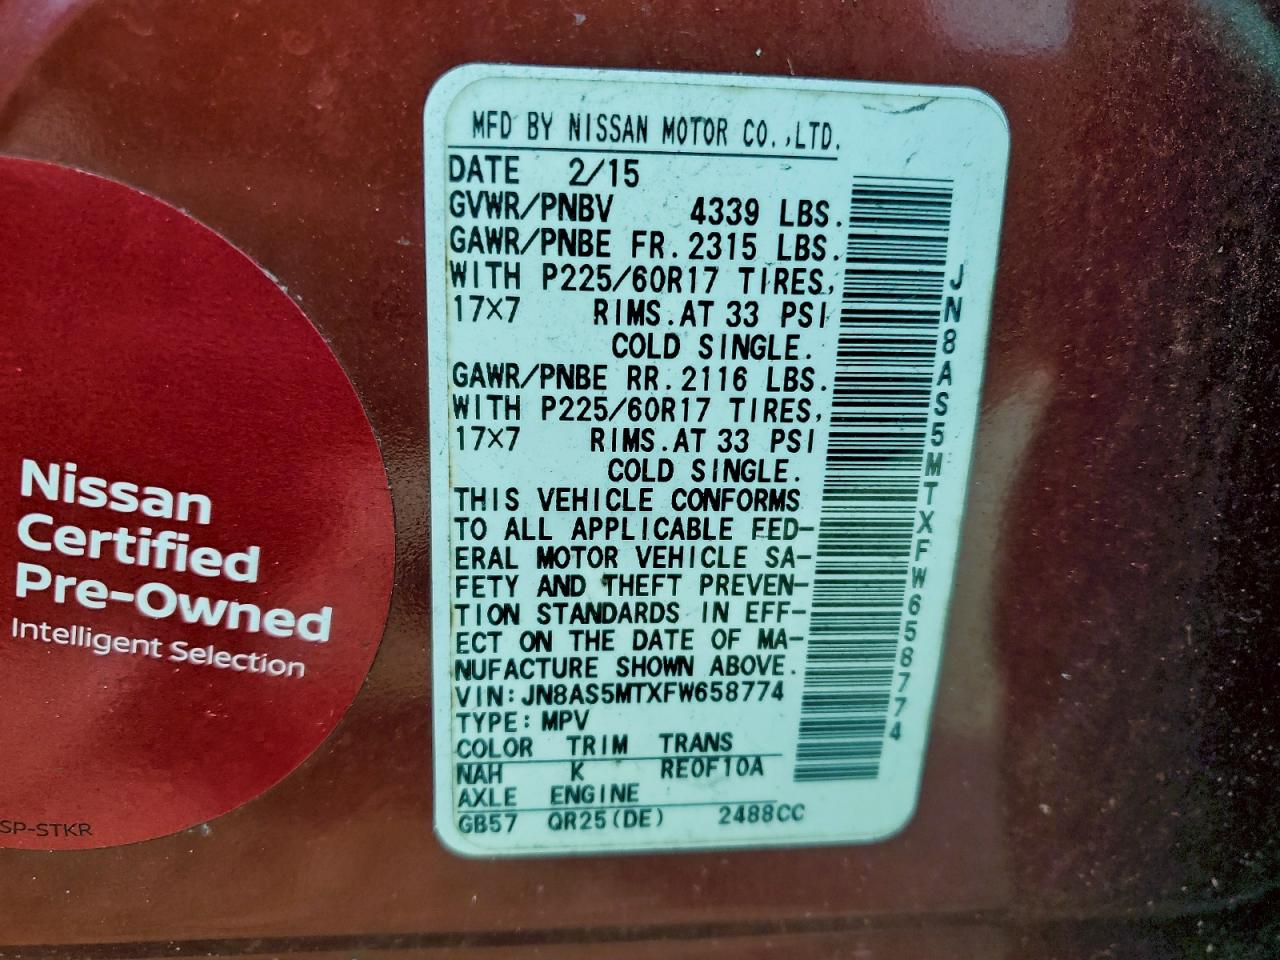 MFD BY NISSAN MOTOR CO.,LTD.
DATE 2/15
GVWR/PNBV 4339 LBS.
GAWR/PNBE FR. 2315 LBS.
WITH P225/60R17 TIRES,
17X7 RIMS. AT 33 PSI
COLD SINGLE.
GAWR/PNBE RR. 2116 LBS.
WITH P225/60R17 TIRES,
17X7 RIMS. AT 33 PSI
COLD SINGLE.
THIS VEHICLE CONFORMS
TO ALL APPLICABLE FED-
ERAL MOTOR VEHICLE SA-
FETY AND THEFT PREVEN-
TION STANDARDS IN EFF-
ECT ON THE DATE OF MA-
NUFACTURE SHOWN ABOVE.
VIN: JN8AS5MTXFW658774
TYPE: MPV
COLOR TRIM TRANS
NAH K RE0F10A
AXLE ENGINE
GB57 QR25(DE) 2488CC
JN8AS5MTXFW658774
Nissan
Certified
Pre-Owned
Intelligent Selection
SP-STKR